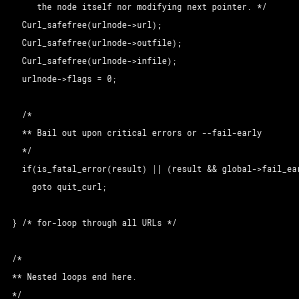 the node itself nor modifying next pointer. */
Curl_safefree(urlnode->url);
Curl_safefree(urlnode->outfile);
Curl_safefree(urlnode->infile);
urlnode->flags = 0;
/*
** Bail out upon critical errors or --fail-early
*/
if(is_fatal_error(result) || (result && global->fail_ear
goto quit_curl;
} /* for-loop through all URLs */
/*
** Nested loops end here.
*/